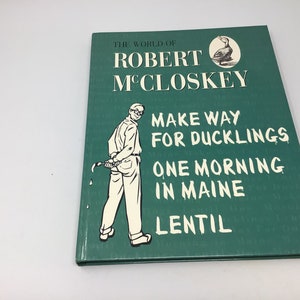 THE WORLD OF
ROBERT
McCLOSKEY
MAKE WAY
FOR DUCKLINGS
ONE MORNING
IN MAINE
LENTIL